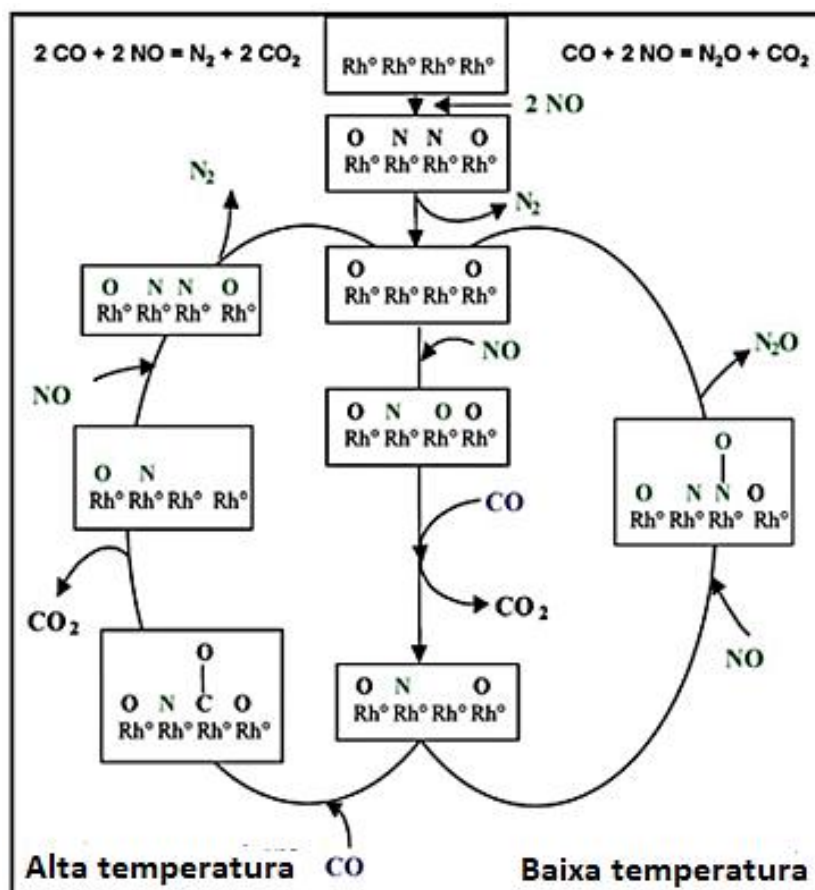 2 CO + 2 NO = N₂ + 2 CO₂
CO + 2 NO = N₂O + CO₂
Rh° Rh° Rh° Rh°
2 NO
O N N O
Rh° Rh° Rh° Rh°
N₂
N₂
O O
Rh° Rh° Rh° Rh°
O N N O
Rh° Rh° Rh° Rh°
NO
N₂O
NO
O N O O
Rh° Rh° Rh° Rh°
O
O N N O
Rh° Rh° Rh° Rh°
O N
Rh° Rh° Rh° Rh°
CO
CO₂
CO₂
NO
O
O N C O
Rh° Rh° Rh° Rh°
O N O
Rh° Rh° Rh° Rh°
Alta temperatura
CO
Baixa temperatura